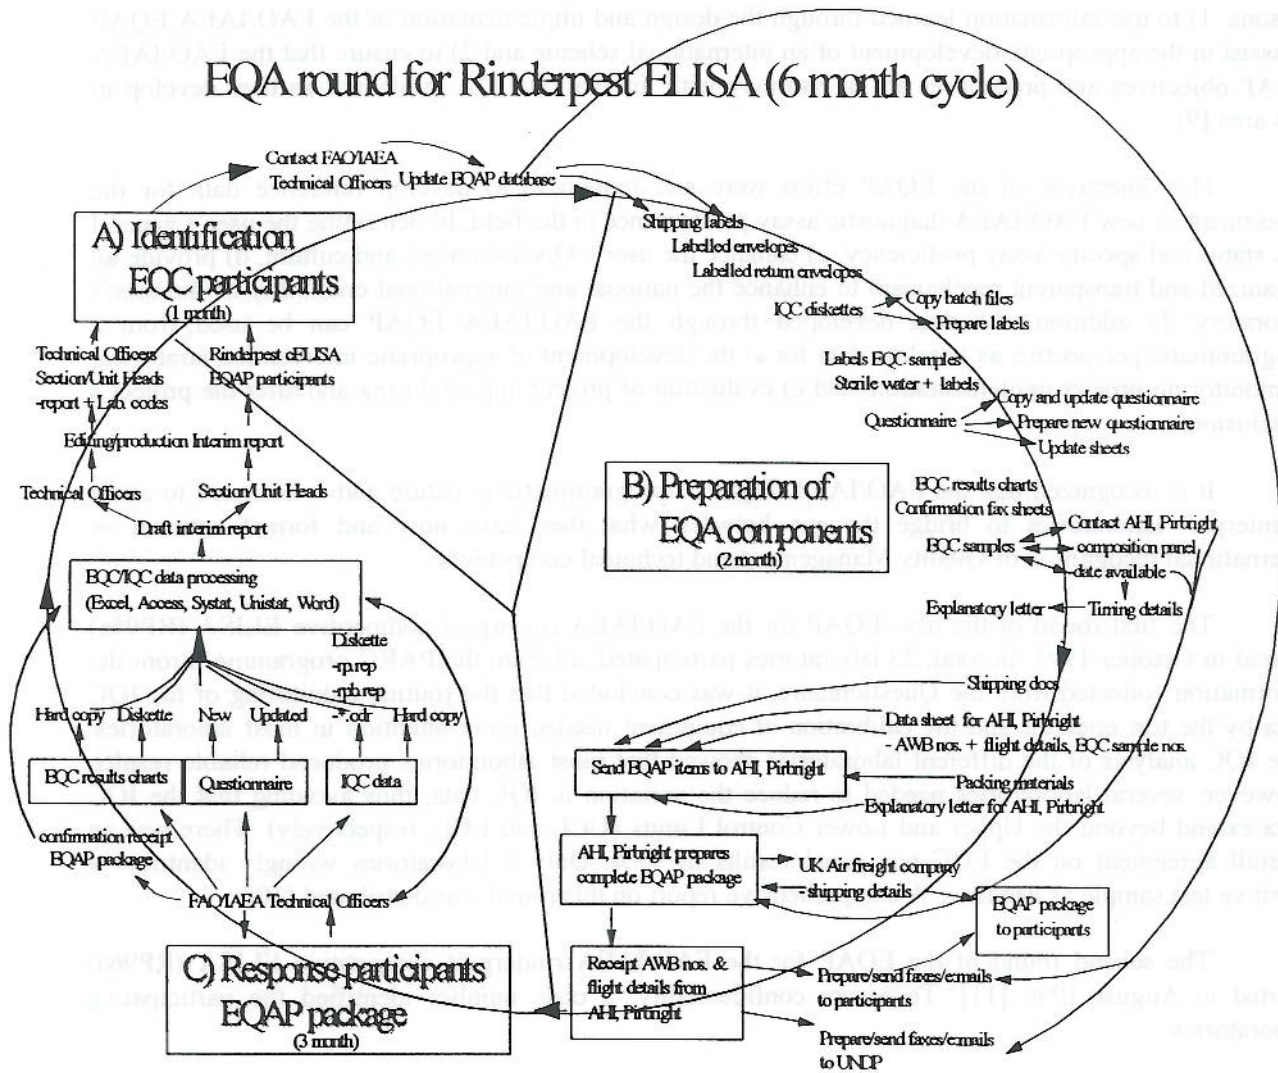 EQA round for Rinderpest ELISA (6 month cycle)
Contact FAO/IAEA
Technical Officers
Update EQAP database
Shipping labels
Labelled envelopes
Labelled return envelopes
A) Identification
EQC participants
(1 month)
IQC diskettes
Copy batch files
Prepare labels
Labels EQC samples
Sterile water + labels
Questionnaire
Copy and update questionnaire
Prepare new questionnaire
Update sheets
Technical Officers
Section/Unit Heads
-report + Lab. codes
Rinderpest cELISA
EQAP participants
Editing/production Interim report
Technical Officers
Section/Unit Heads
Draft interim report
B) Preparation of
EQA components
(2 month)
EQC results charts
Confirmation fax sheets
EQC samples
Contact AHI, Pirbright
- composition panel
- date available
Explanatory letter
Timing details
EQC/IQC data processing
(Excel, Access, Systat, Unistat, Word)
Diskette
-rpb.rep
Hard copy
Diskette
New
Updated
Hard copy
EQC results charts
Questionnaire
IQC data
Shipping docs
Data sheet for AHI, Pirbright
- AWB nos. + flight details, EQC sample nos.
Send EQAP items to AHI, Pirbright
Packing materials
Explanatory letter for AHI, Pirbright
confirmation receipt
EQAP package
AHI, Pirbright prepares
complete EQAP package
UK Air freight company
- shipping details
EQAP package
to participants
FAO/IAEA Technical Officers
C) Response participants
EQAP package
(3 month)
Receipt AWB nos. &
flight details from
AHI, Pirbright
Prepare/send faxes/emails
to participants
Prepare/send faxes/emails
to UNDP